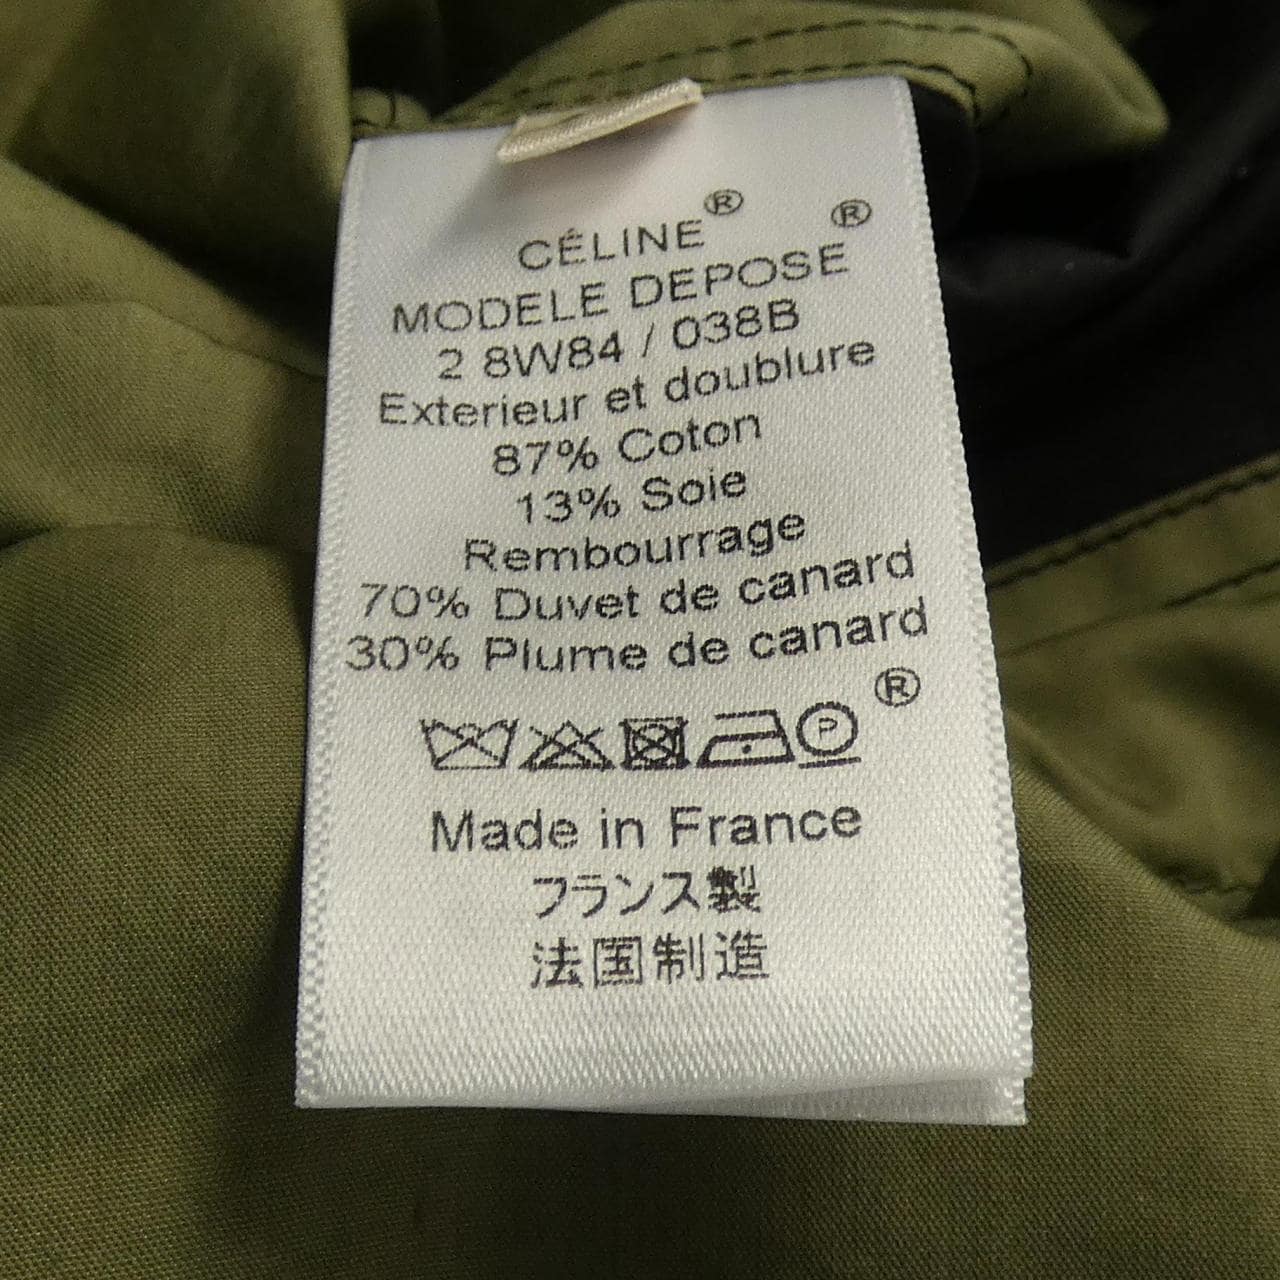 CÉLINE®
MODELE DEPOSE®
2 8W84 / 038B
Exterieur et doublure
87% Coton
13% Soie
Rembourrage
70% Duvet de canard
30% Plume de canard
P ®
Made in France
フランス製
法国制造